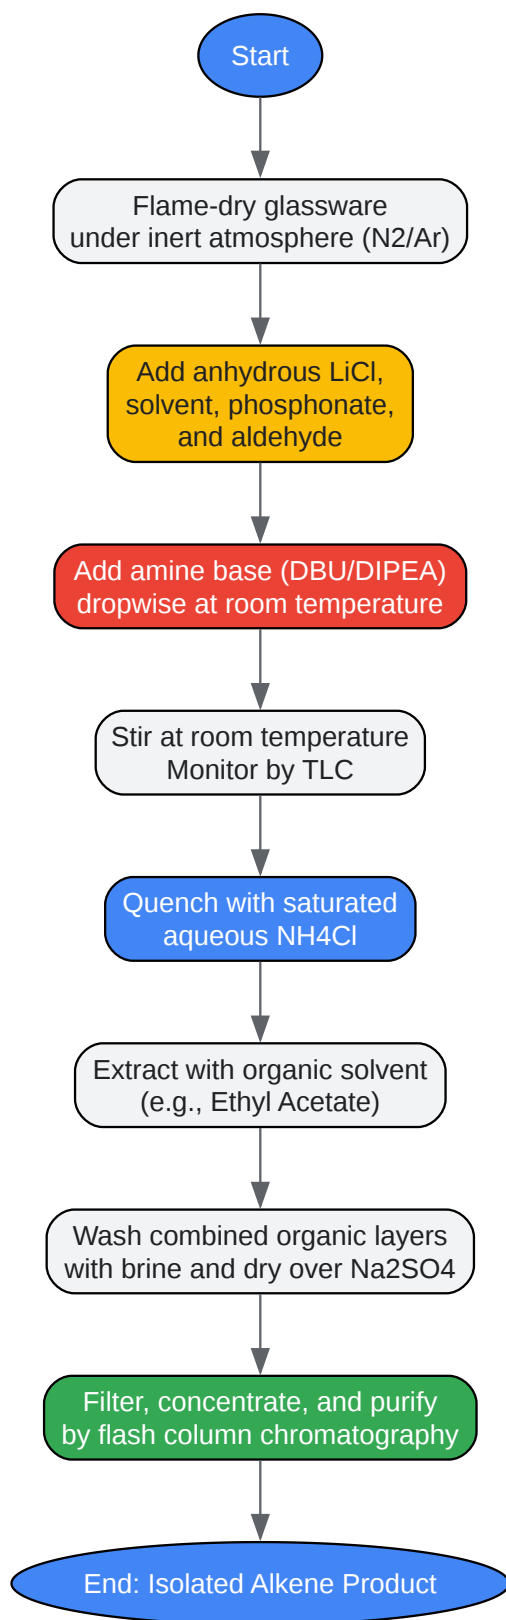 Start
Flame-dry glassware
under inert atmosphere (N2/Ar)
Add anhydrous LiCl,
solvent, phosphonate,
and aldehyde
Add amine base (DBU/DIPEA)
dropwise at room temperature
Stir at room temperature
Monitor by TLC
Quench with saturated
aqueous NH4Cl
Extract with organic solvent
(e.g., Ethyl Acetate)
Wash combined organic layers
with brine and dry over Na2SO4
Filter, concentrate, and purify
by flash column chromatography
End: Isolated Alkene Product